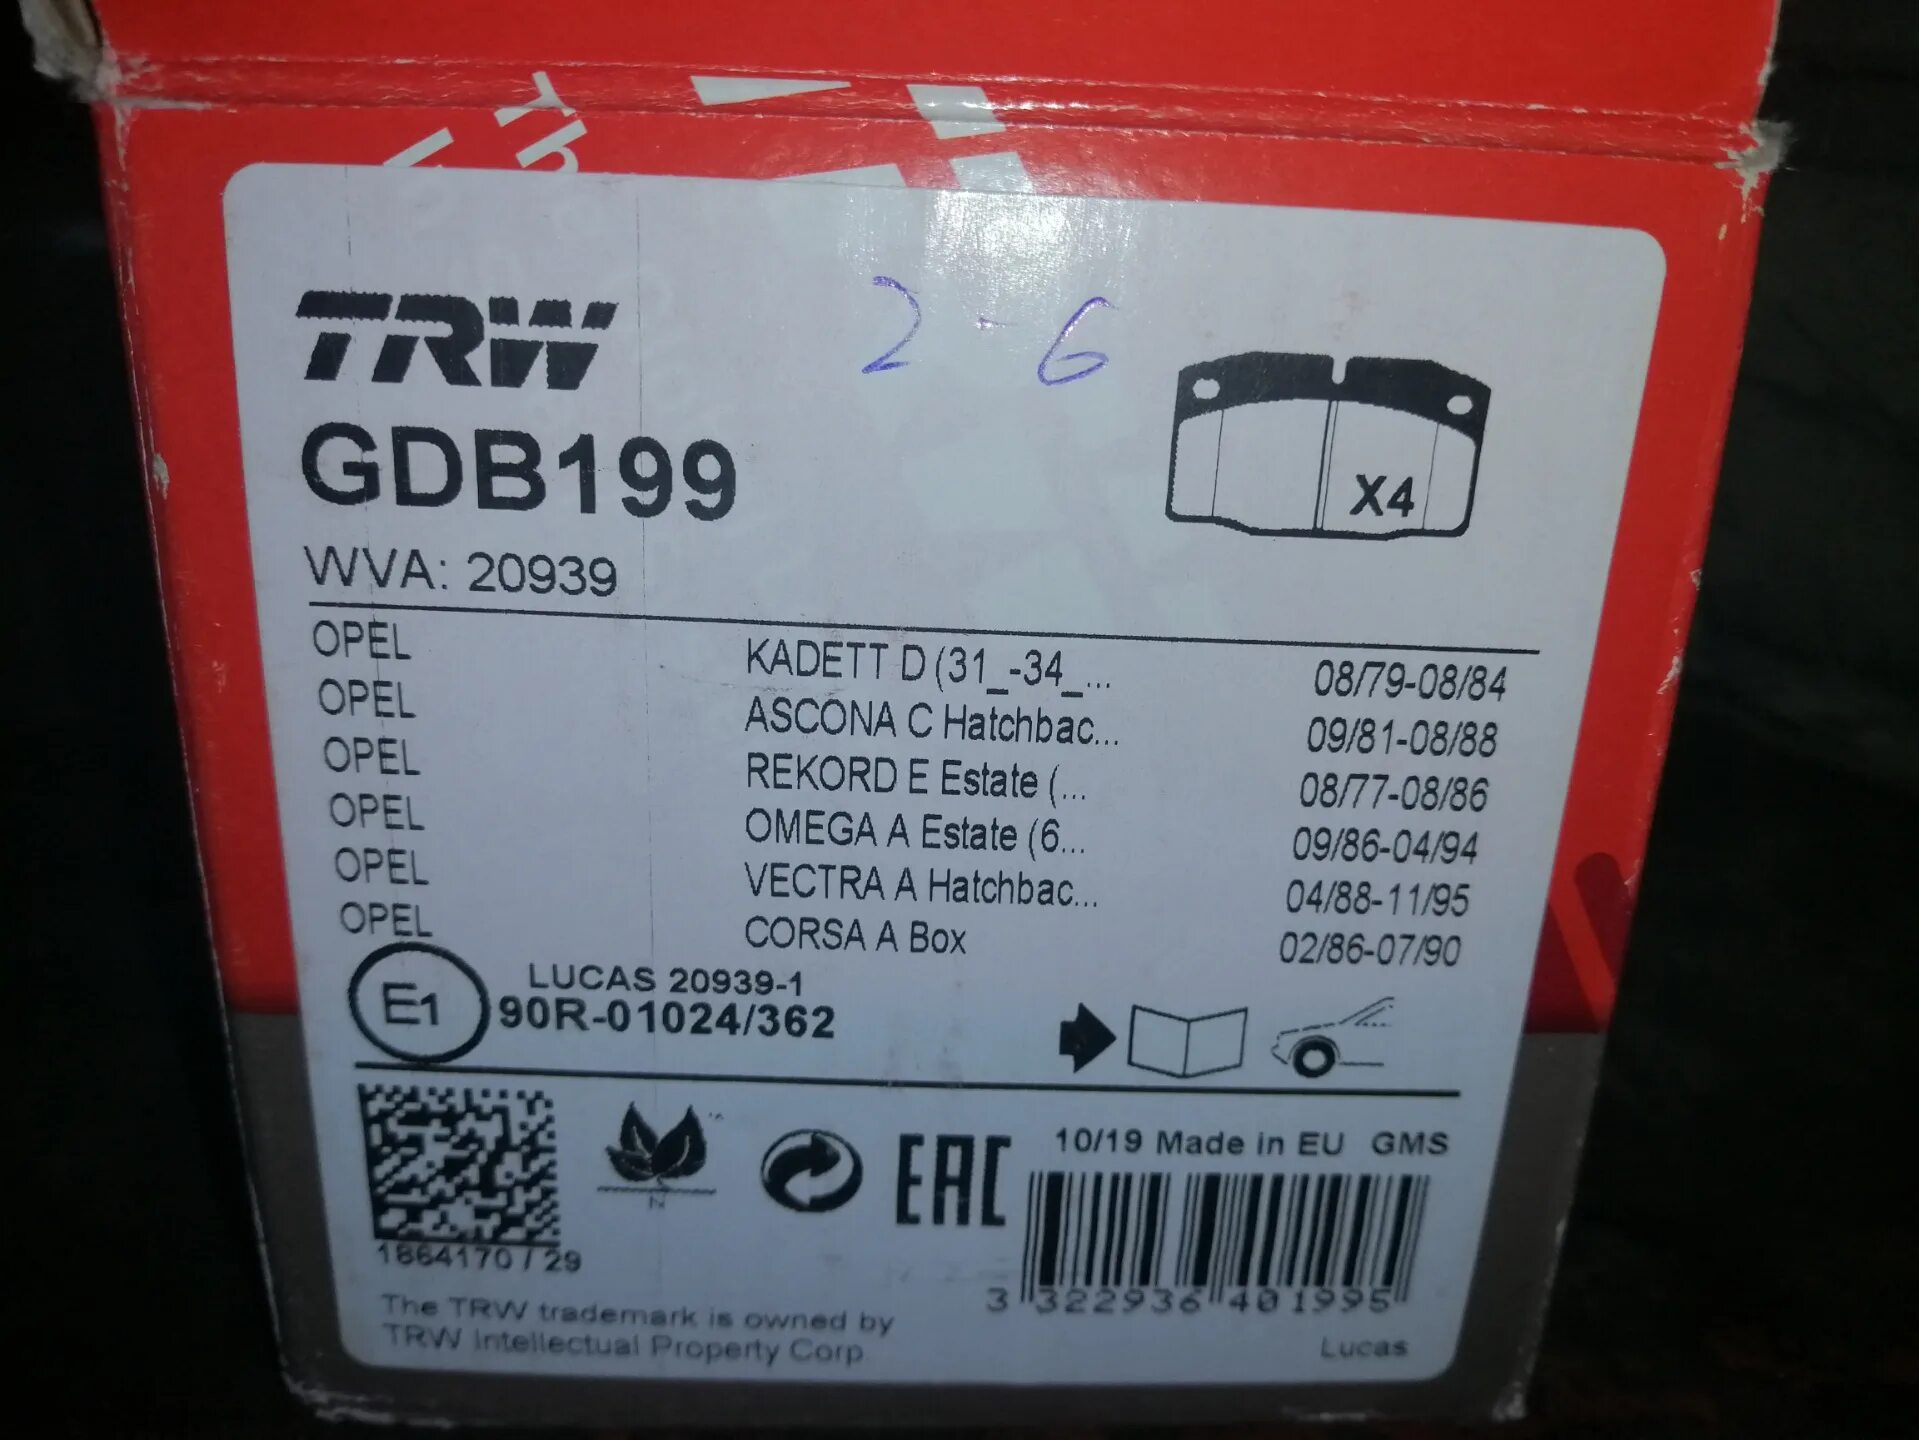 Th
TRW
2-6
GDB199
X4
WVA: 20939
OPEL KADETT D (31_-34_... 08/79-08/84
OPEL ASCONA C Hatchbac... 09/81-08/88
OPEL REKORD E Estate (... 08/77-08/86
OPEL OMEGA A Estate (6... 09/86-04/94
OPEL VECTRA A Hatchbac... 04/88-11/95
OPEL CORSA A Box 02/86-07/90
E1 LUCAS 20939-1
90R-01024/362
N
EAC
10/19 Made in EU GMS
1864170 / 29
3 322936 401995
The TRW trademark is owned by
TRW Intellectual Property Corp
Lucas